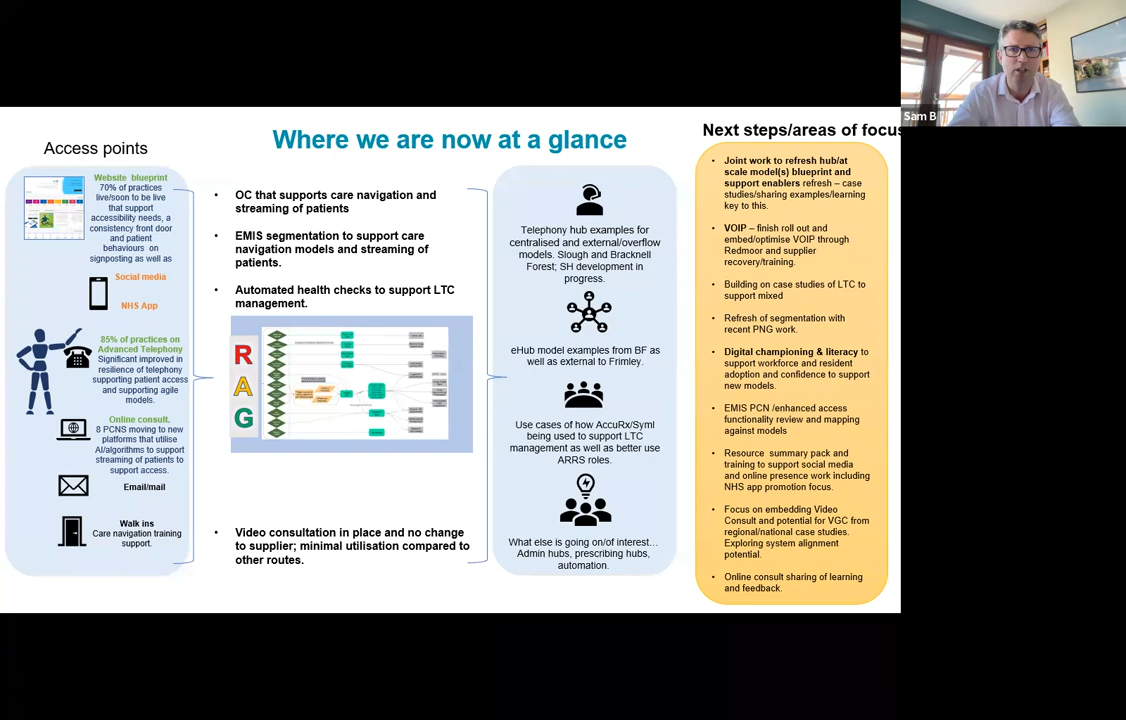 Sam B
Where we are now at a glance
Access points
Website blueprint
70% of practices
live/soon to be live
that support
accessibility needs, a
consistency front door
and patient
behaviours on
signposting as well as
Social media
NHS App
85% of practices on
Advanced Telephony
Significant improved in
resilience of telephony
supporting patient access
and supporting agile
models.
Online consult.
8 PCNS moving to new
platforms that utilise
AI/algorithms to support
streaming of patients to
support access.
Email/mail
Walk ins
Care navigation training
support.
• OC that supports care navigation and
streaming of patients
• EMIS segmentation to support care
navigation models and streaming of
patients.
• Automated health checks to support LTC
management.
R
A
G
• Video consultation in place and no change
to supplier; minimal utilisation compared to
other routes.
Telephony hub examples for
centralised and external/overflow
models. Slough and Bracknell
Forest; SH development in
progress.
eHub model examples from BF as
well as external to Frimley.
Use cases of how AccuRx/Syml
being used to support LTC
management as well as better use
ARRS roles.
What else is going on/of interest…
Admin hubs, prescribing hubs,
automation.
Next steps/areas of focus
• Joint work to refresh hub/at
scale model(s) blueprint and
support enablers refresh – case
studies/sharing examples/learning
key to this.
• VOIP – finish roll out and
embed/optimise VOIP through
Redmoor and supplier
recovery/training.
• Building on case studies of LTC to
support mixed
• Refresh of segmentation with
recent PNG work.
• Digital championing & literacy to
support workforce and resident
adoption and confidence to support
new models.
• EMIS PCN /enhanced access
functionality review and mapping
against models
• Resource summary pack and
training to support social media
and online presence work including
NHS app promotion focus.
• Focus on embedding Video
Consult and potential for VGC from
regional/national case studies.
Exploring system alignment
potential.
• Online consult sharing of learning
and feedback.